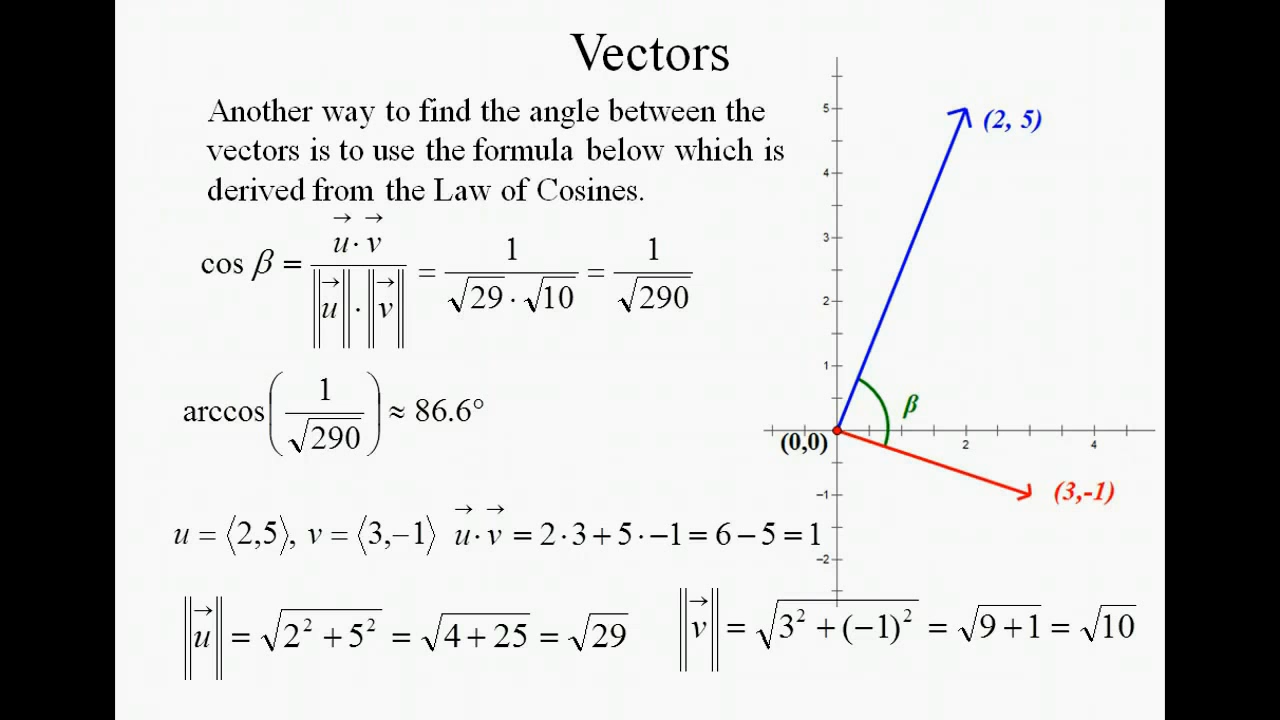 Vectors
Another way to find the angle between the
vectors is to use the formula below which is
derived from the Law of Cosines.
cos β = (u⃗ · v⃗) / (‖u⃗‖ · ‖v⃗‖) = 1 / (√29 · √10) = 1 / √290
arccos(1 / √290) ≈ 86.6°
u = ⟨2,5⟩, v = ⟨3,−1⟩ u⃗ · v⃗ = 2 · 3 + 5 · −1 = 6 − 5 = 1
‖u⃗‖ = √(2² + 5²) = √(4 + 25) = √29
‖v⃗‖ = √(3² + (−1)²) = √(9 + 1) = √10
5
(2, 5)
4
3
2
1
β
(0,0)
2
4
−1
(3,-1)
−2